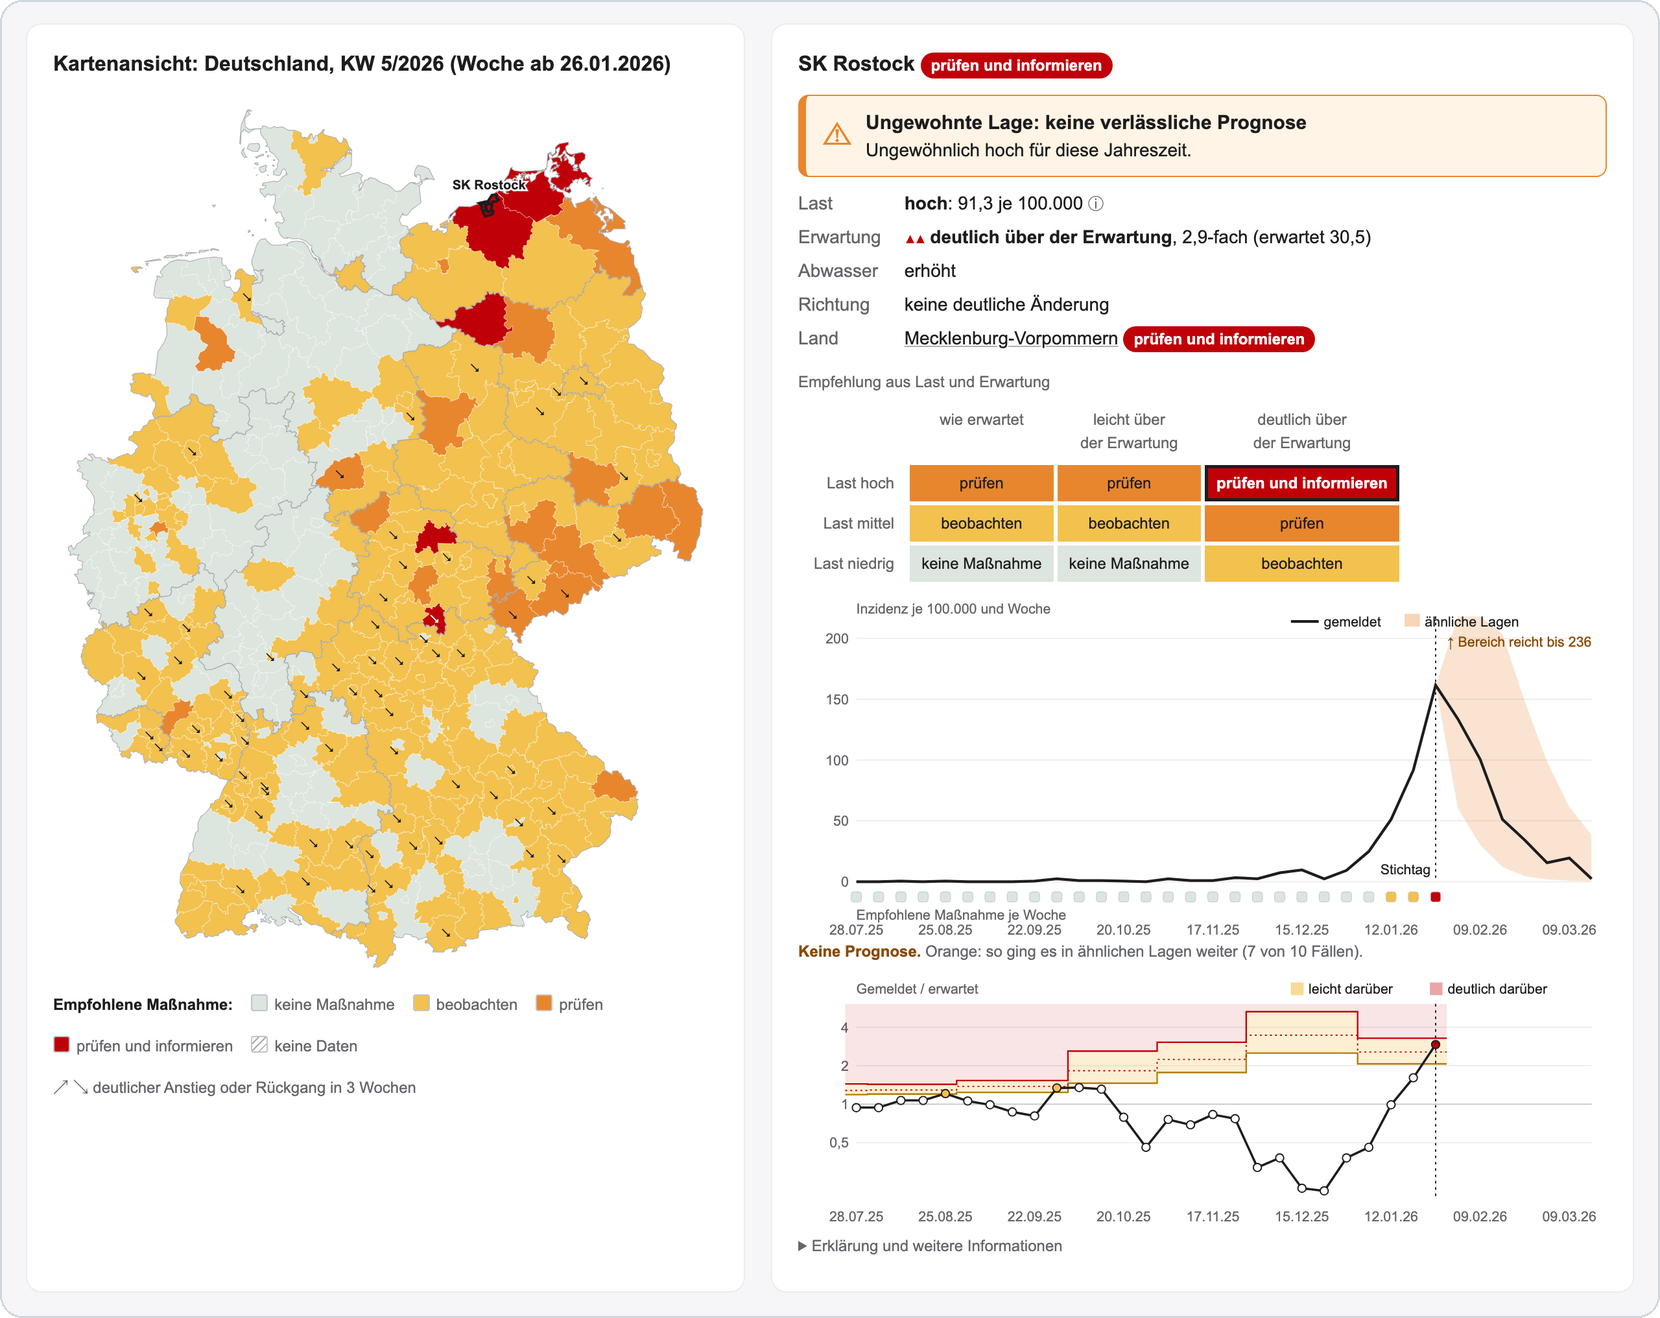 Kartenansicht: Deutschland, KW 5/2026 (Woche ab 26.01.2026)
SK Rostock
Empfohlene Maßnahme: keine Maßnahme beobachten prüfen
prüfen und informieren keine Daten
↗ ↘ deutlicher Anstieg oder Rückgang in 3 Wochen
SK Rostock prüfen und informieren
Ungewohnte Lage: keine verlässliche Prognose
Ungewöhnlich hoch für diese Jahreszeit.
Last hoch: 91,3 je 100.000 ⓘ
Erwartung ▲▲ deutlich über der Erwartung, 2,9-fach (erwartet 30,5)
Abwasser erhöht
Richtung keine deutliche Änderung
Land Mecklenburg-Vorpommern prüfen und informieren
Empfehlung aus Last und Erwartung
wie erwartet leicht über deutlich über
der Erwartung der Erwartung
Last hoch prüfen prüfen prüfen und informieren
Last mittel beobachten beobachten prüfen
Last niedrig keine Maßnahme keine Maßnahme beobachten
Inzidenz je 100.000 und Woche
gemeldet ähnliche Lagen
↑ Bereich reicht bis 236
200
150
100
50
Stichtag
0
Empfohlene Maßnahme je Woche
28.07.25 25.08.25 22.09.25 20.10.25 17.11.25 15.12.25 12.01.26 09.02.26 09.03.26
Keine Prognose. Orange: so ging es in ähnlichen Lagen weiter (7 von 10 Fällen).
Gemeldet / erwartet leicht darüber deutlich darüber
4
2
1
0,5
28.07.25 25.08.25 22.09.25 20.10.25 17.11.25 15.12.25 12.01.26 09.02.26 09.03.26
▶ Erklärung und weitere Informationen